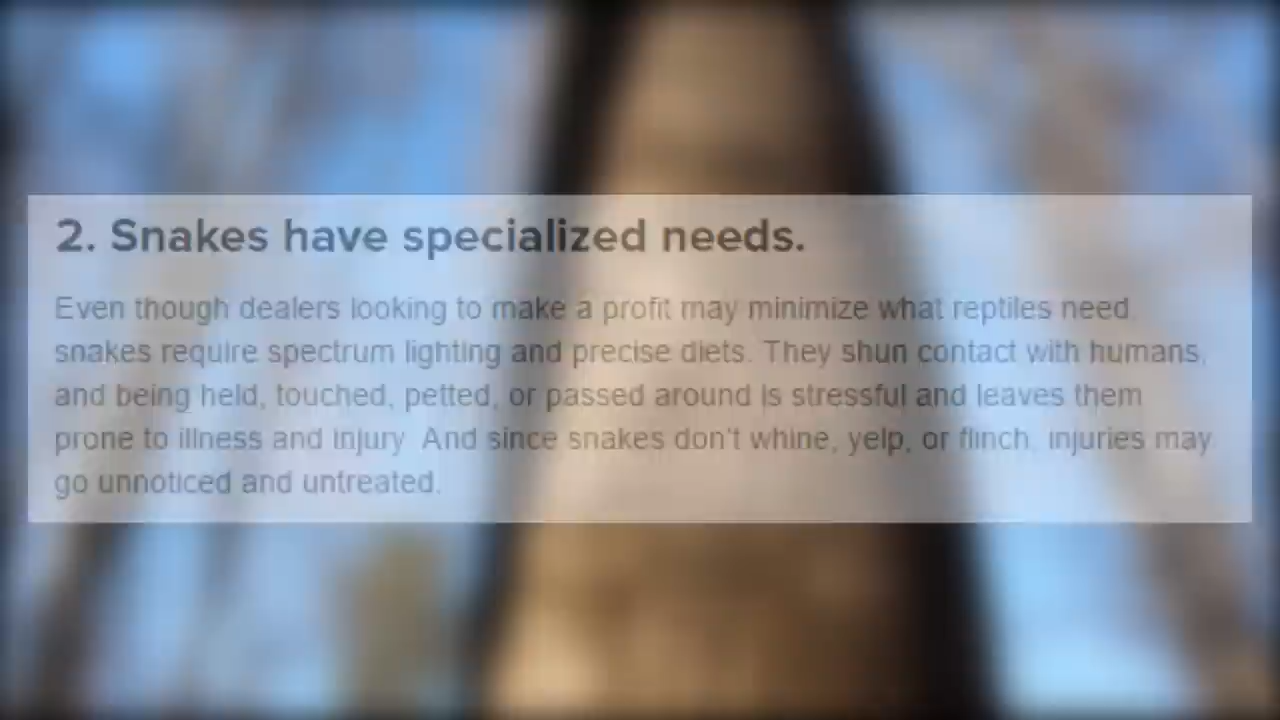 2. Snakes have specialized needs.
Even though dealers looking to make a profit may minimize what reptiles need,
snakes require spectrum lighting and precise diets. They shun contact with humans,
and being held, touched, petted, or passed around is stressful and leaves them
prone to illness and injury. And since snakes don't whine, yelp, or flinch, injuries may
go unnoticed and untreated.